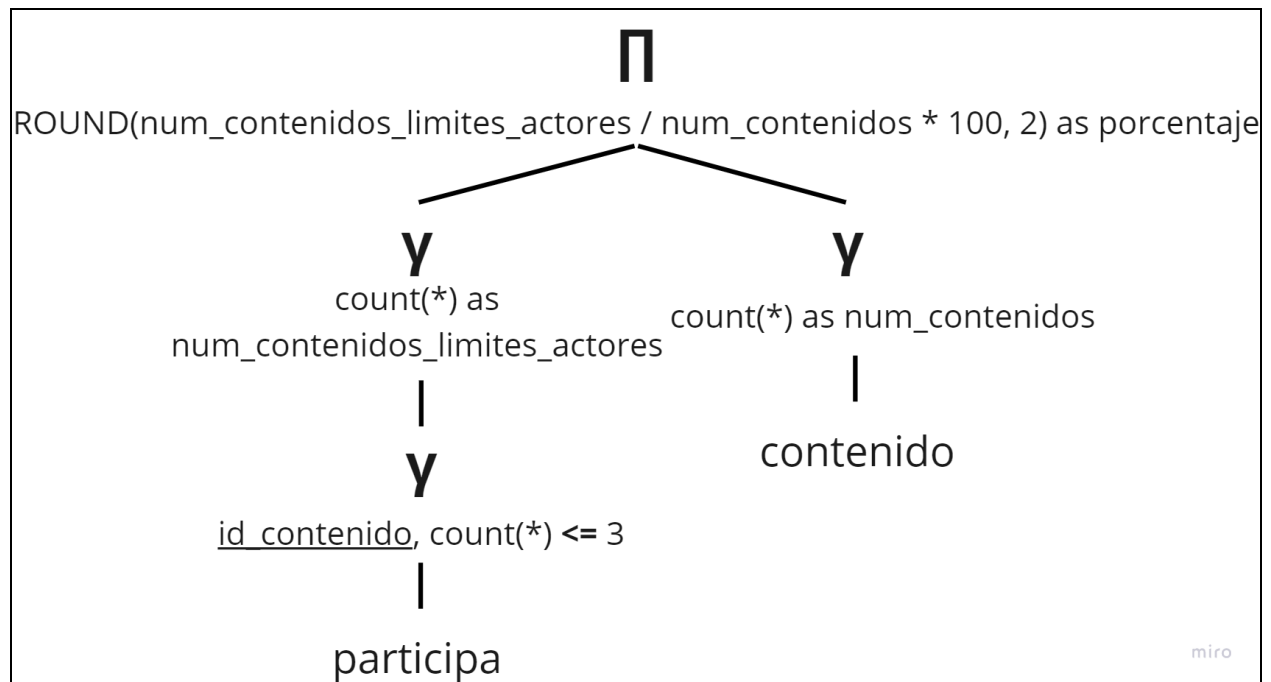 Π
ROUND(num_contenidos_limites_actores / num_contenidos * 100, 2) as porcentaje
γ
count(*) as
num_contenidos_limites_actores
γ
id_contenido, count(*) <= 3
participa
γ
count(*) as num_contenidos
contenido
miro